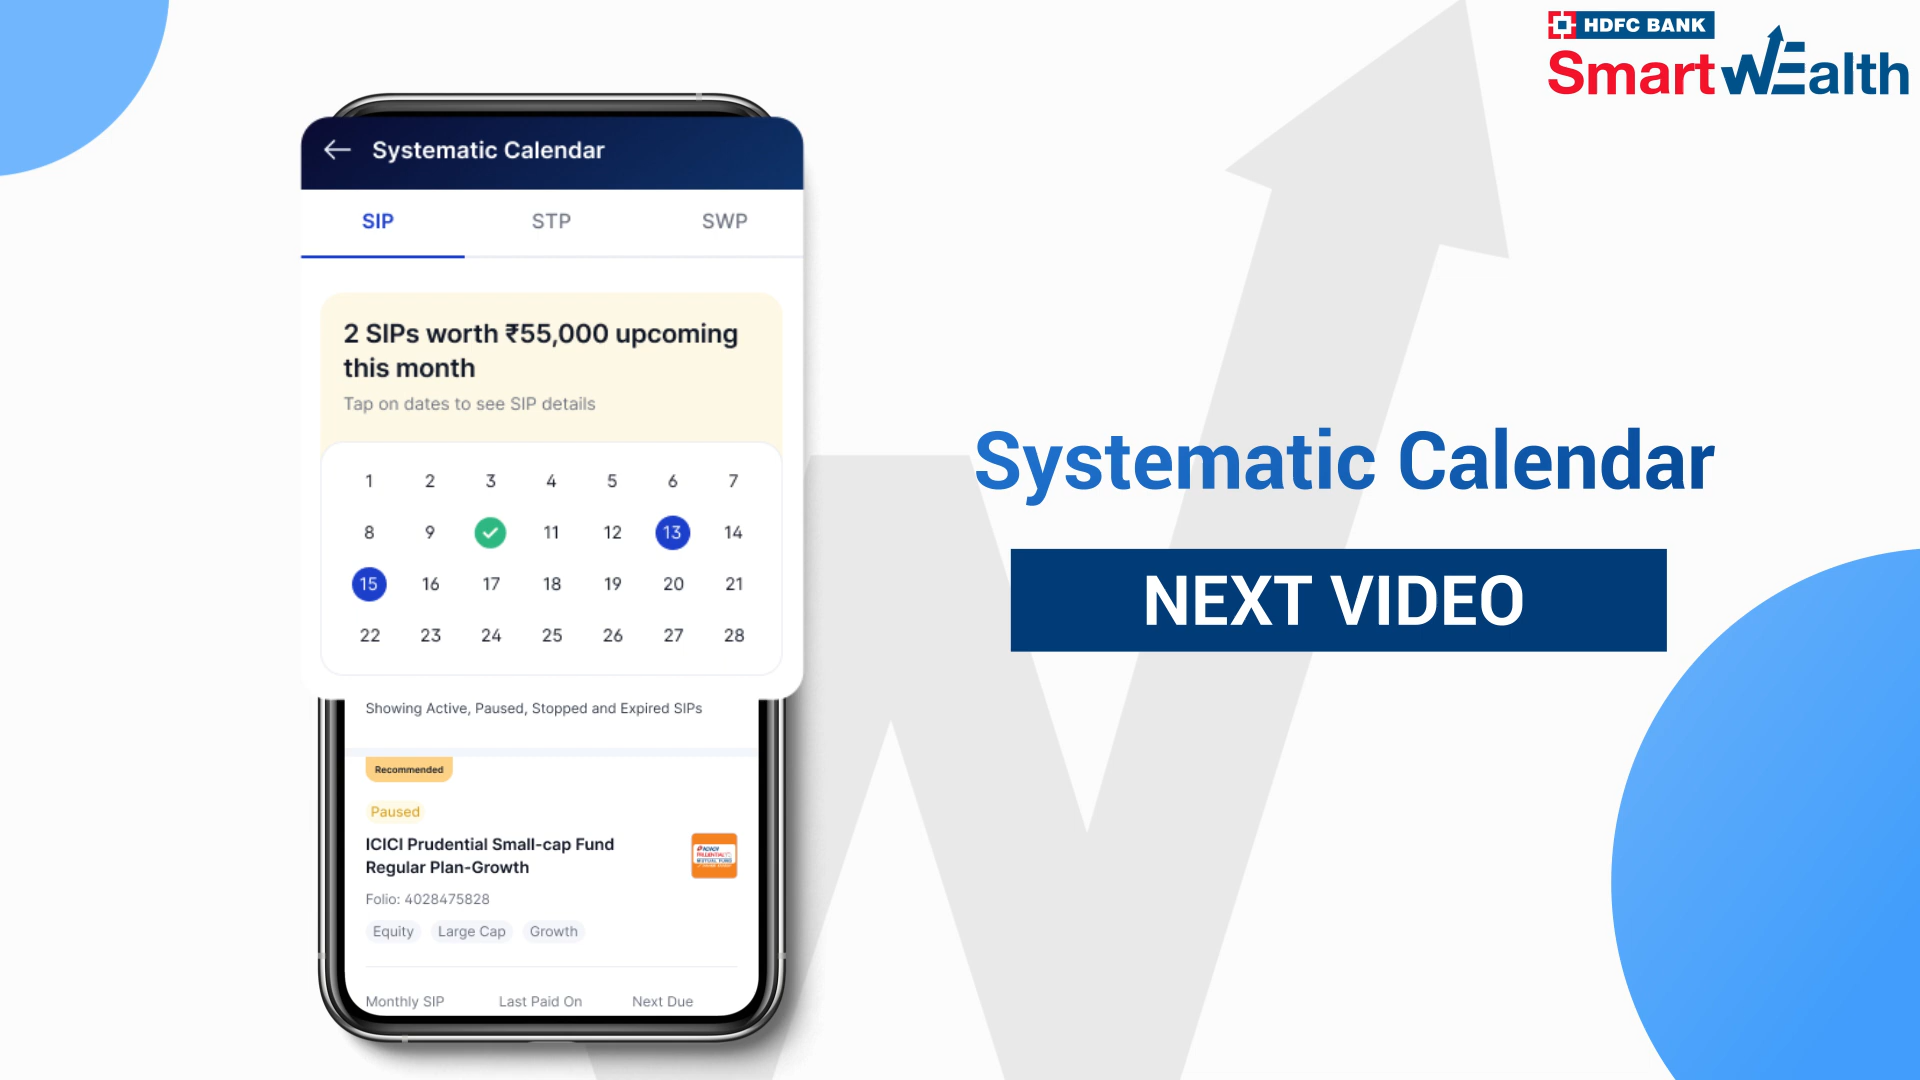 HDFC BANK
SmartWEalth
Systematic Calendar
SIP STP SWP
2 SIPs worth ₹55,000 upcoming
this month
Tap on dates to see SIP details
1 2 3 4 5 6 7
8 9 11 12 13 14
15 16 17 18 19 20 21
22 23 24 25 26 27 28
Showing Active, Paused, Stopped and Expired SIPs
Recommended
Paused
ICICI Prudential Small-cap Fund
Regular Plan-Growth
Folio: 4028475828
Equity Large Cap Growth
Monthly SIP Last Paid On Next Due
Systematic Calendar
NEXT VIDEO